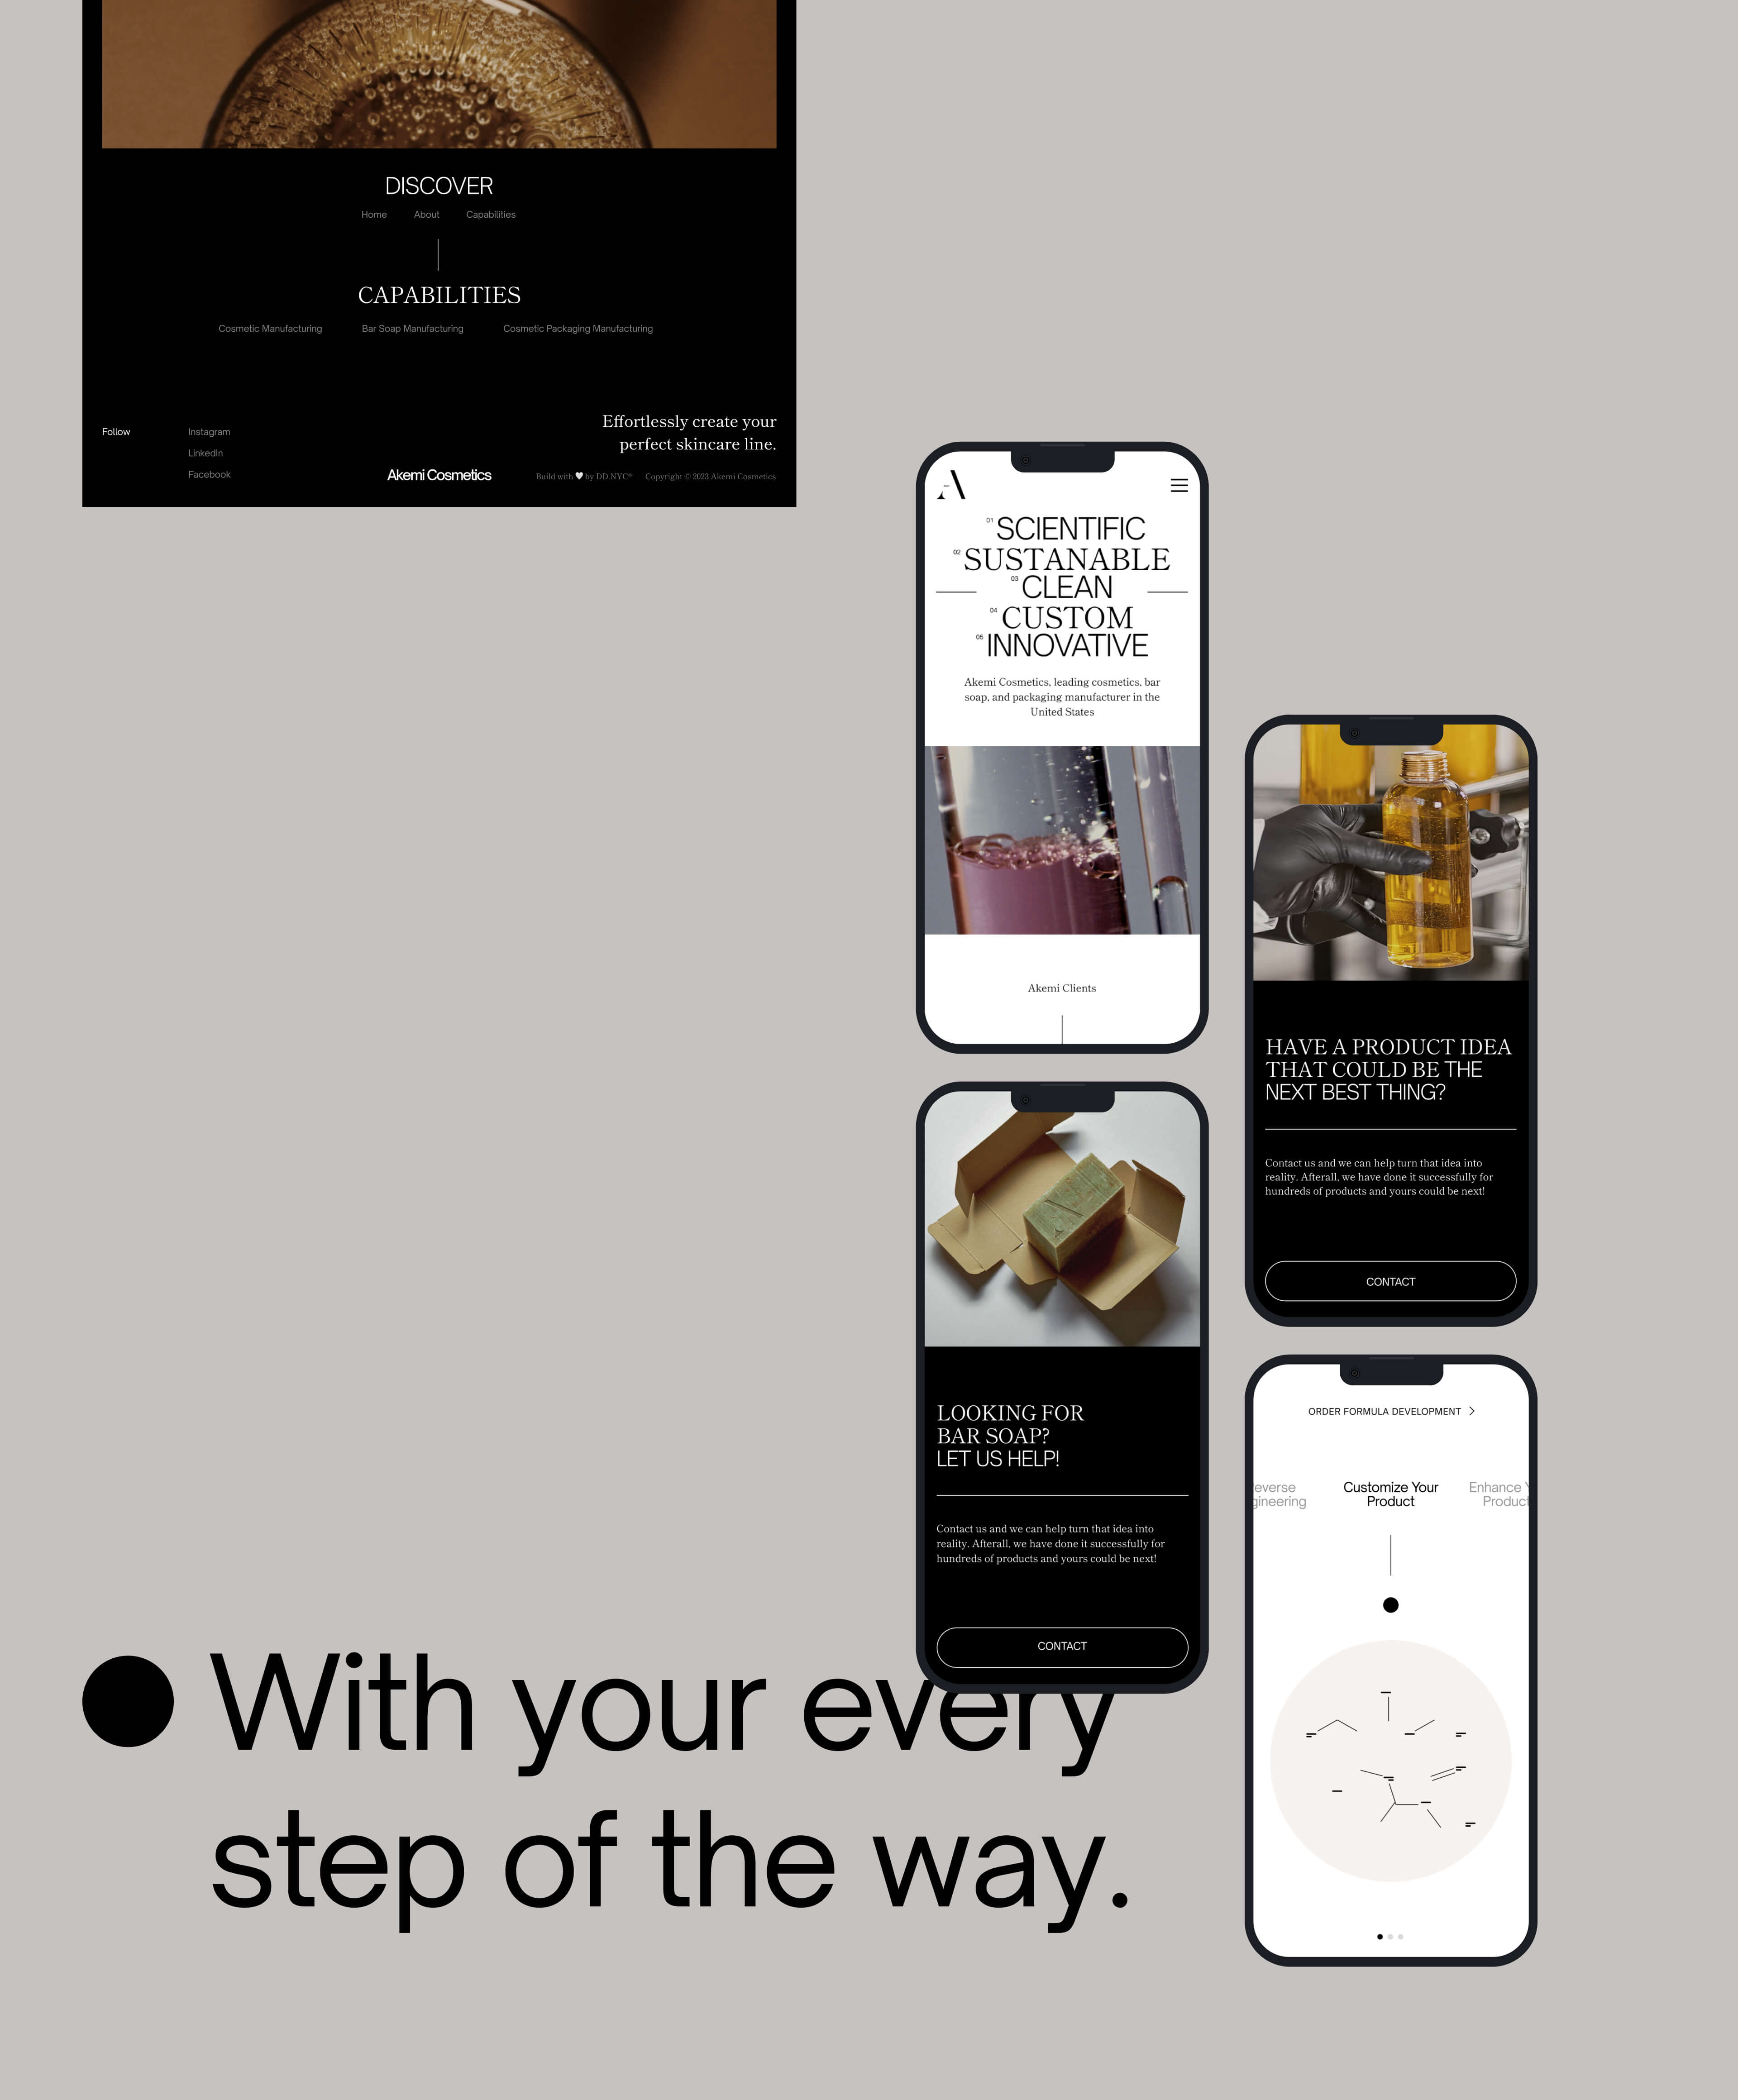 DISCOVER
Home About Capabilities
CAPABILITIES
Cosmetic Manufacturing Bar Soap Manufacturing Cosmetic Packaging Manufacturing
Follow
Instagram
LinkedIn
Facebook
Akemi Cosmetics
Effortlessly create your
perfect skincare line.
Build with 🤍 by DD.NYC® Copyright © 2023 Akemi Cosmetics
A
01 SCIENTIFIC
02 SUSTANABLE
03 CLEAN
04 CUSTOM
05 INNOVATIVE
Akemi Cosmetics, leading cosmetics, bar
soap, and packaging manufacturer in the
United States
Akemi Clients
HAVE A PRODUCT IDEA
THAT COULD BE THE
NEXT BEST THING?
Contact us and we can help turn that idea into
reality. Afterall, we have done it successfully for
hundreds of products and yours could be next!
CONTACT
LOOKING FOR
BAR SOAP?
LET US HELP!
Contact us and we can help turn that idea into
reality. Afterall, we have done it successfully for
hundreds of products and yours could be next!
CONTACT
ORDER FORMULA DEVELOPMENT
everse
gineering
Customize Your
Product
Enhance Y
Product
With your every
step of the way.